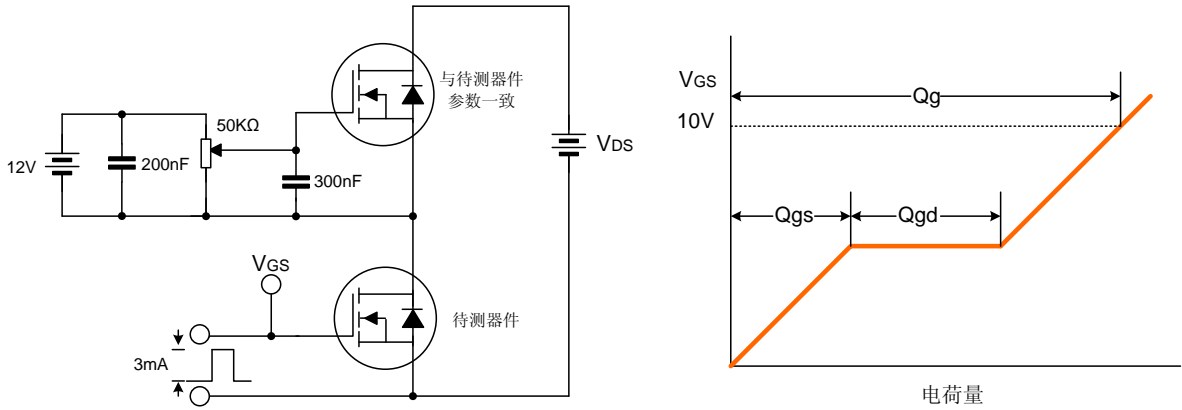 与待测器件
参数一致
50KΩ
12V
200nF
300nF
VDS
VGS
待测器件
3mA
VGS
Qg
10V
Qgs
Qgd
电荷量